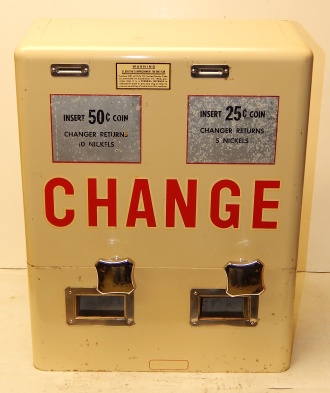 WARNING
INSERT 50¢ COIN
CHANGER RETURNS
10 NICKELS
INSERT 25¢ COIN
CHANGER RETURNS
5 NICKELS
CHANGE